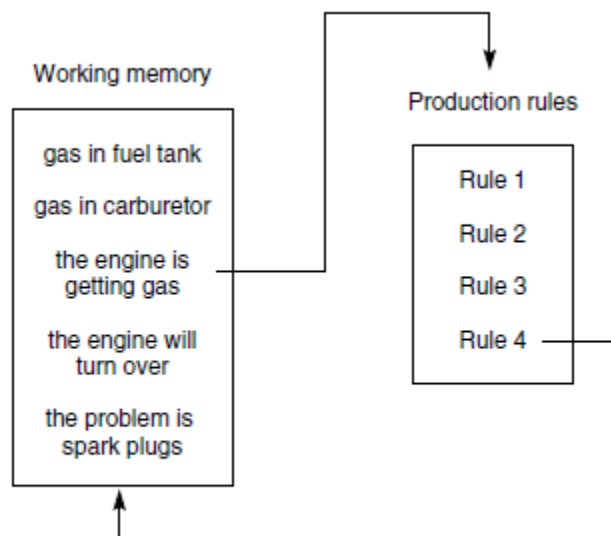 Working memory
gas in fuel tank
gas in carburetor
the engine is
getting gas
the engine will
turn over
the problem is
spark plugs
Production rules
Rule 1
Rule 2
Rule 3
Rule 4